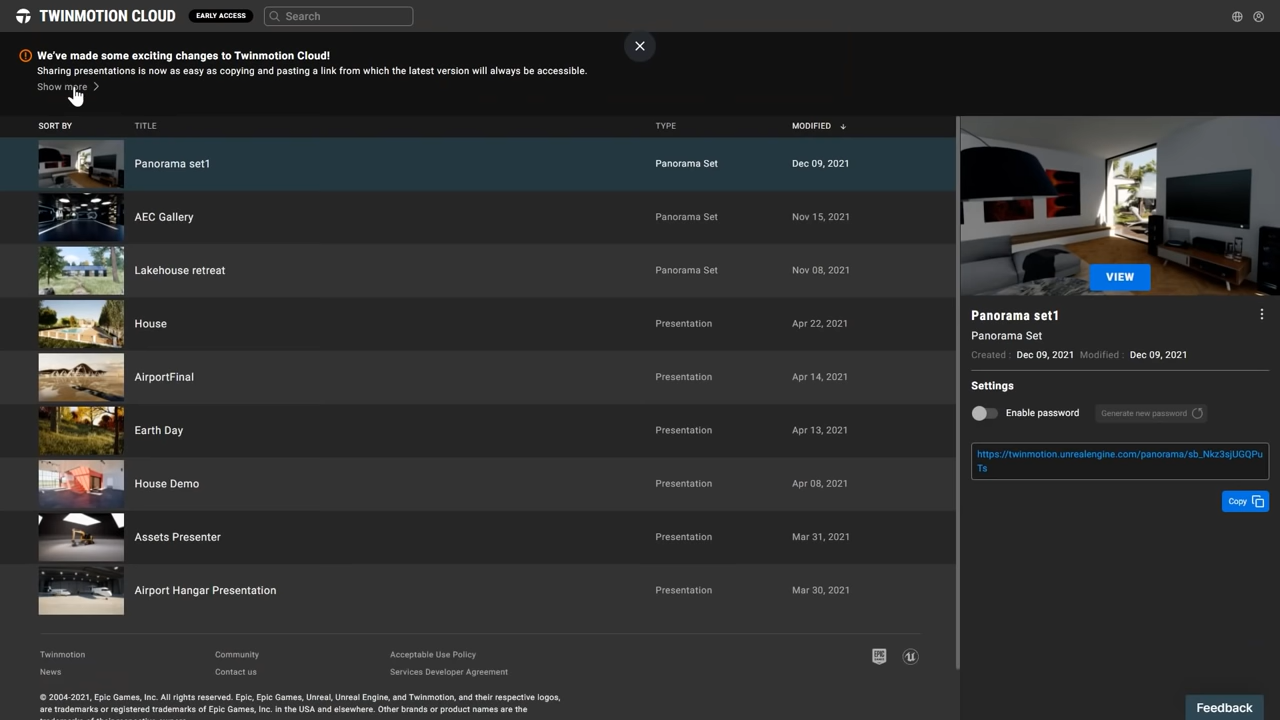 TWINMOTION CLOUD EARLY ACCESS Search
We've made some exciting changes to Twinmotion Cloud!
Sharing presentations is now as easy as copying and pasting a link from which the latest version will always be accessible.
Show more
SORT BY TITLE TYPE MODIFIED
Panorama set1 Panorama Set Dec 09, 2021
AEC Gallery Panorama Set Nov 15, 2021
Lakehouse retreat Panorama Set Nov 08, 2021
House Presentation Apr 22, 2021
AirportFinal Presentation Apr 14, 2021
Earth Day Presentation Apr 13, 2021
House Demo Presentation Apr 08, 2021
Assets Presenter Presentation Mar 31, 2021
Airport Hangar Presentation Presentation Mar 30, 2021
VIEW
Panorama set1
Panorama Set
Created : Dec 09, 2021 Modified : Dec 09, 2021
Settings
Enable password Generate new password
https://twinmotion.unrealengine.com/panorama/sb_Nkz3sjUGQPu
Ts
Copy
Twinmotion Community Acceptable Use Policy
News Contact us Services Developer Agreement
© 2004-2021, Epic Games, Inc. All rights reserved. Epic, Epic Games, Unreal, Unreal Engine, and Twinmotion, and their respective logos,
are trademarks or registered trademarks of Epic Games, Inc. in the USA and elsewhere. Other brands or product names are the
trademarks of their respective owners.
EPIC
Feedback